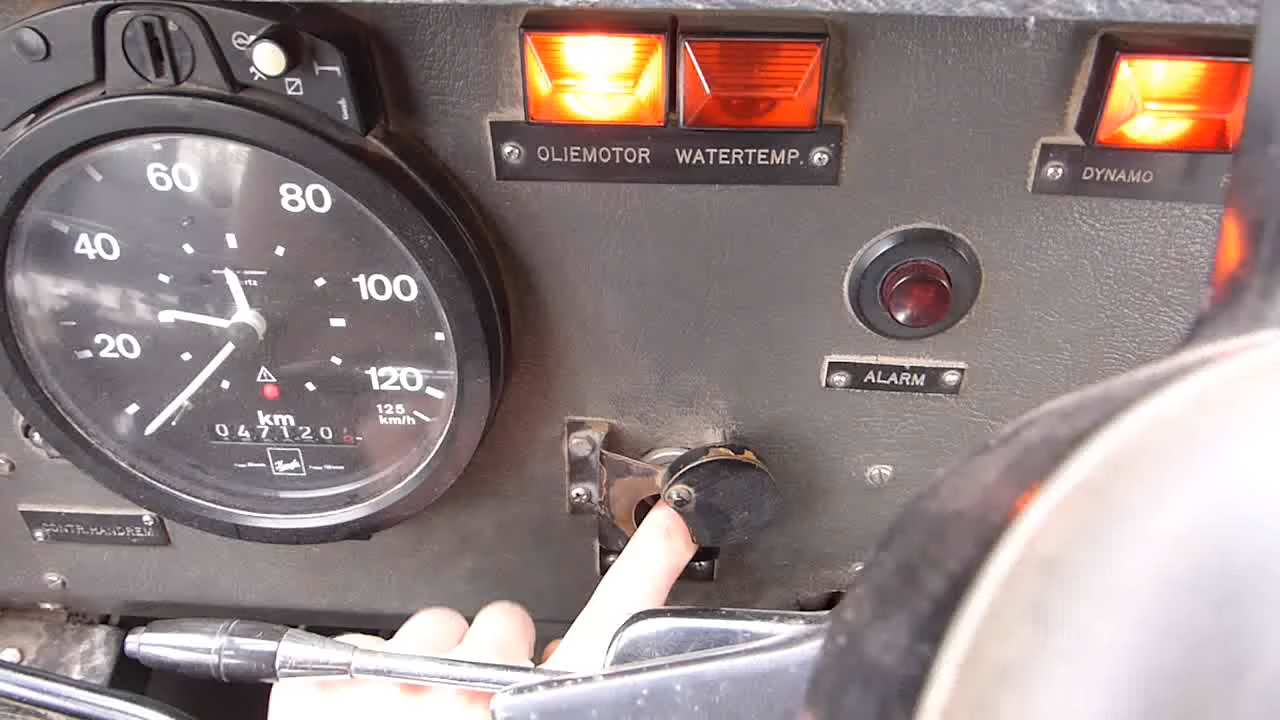 OLIEMOTOR WATERTEMP.
DYNAMO
60
80
40
100
20
120
125
km/h
km
047120
ALARM
CONTR.HANDREM